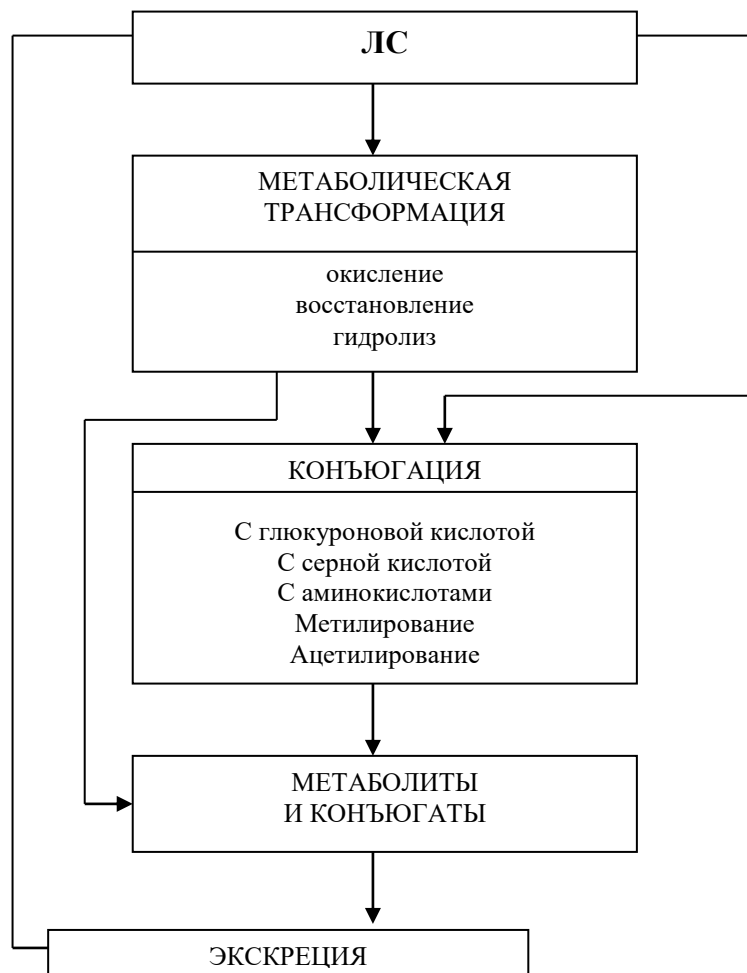 ЛС
МЕТАБОЛИЧЕСКАЯ
ТРАНСФОРМАЦИЯ
окисление
восстановление
гидролиз
КОНЪЮГАЦИЯ
С глюкуроновой кислотой
С серной кислотой
С аминокислотами
Метилирование
Ацетилирование
МЕТАБОЛИТЫ
И КОНЪЮГАТЫ
ЭКСКРЕЦИЯ